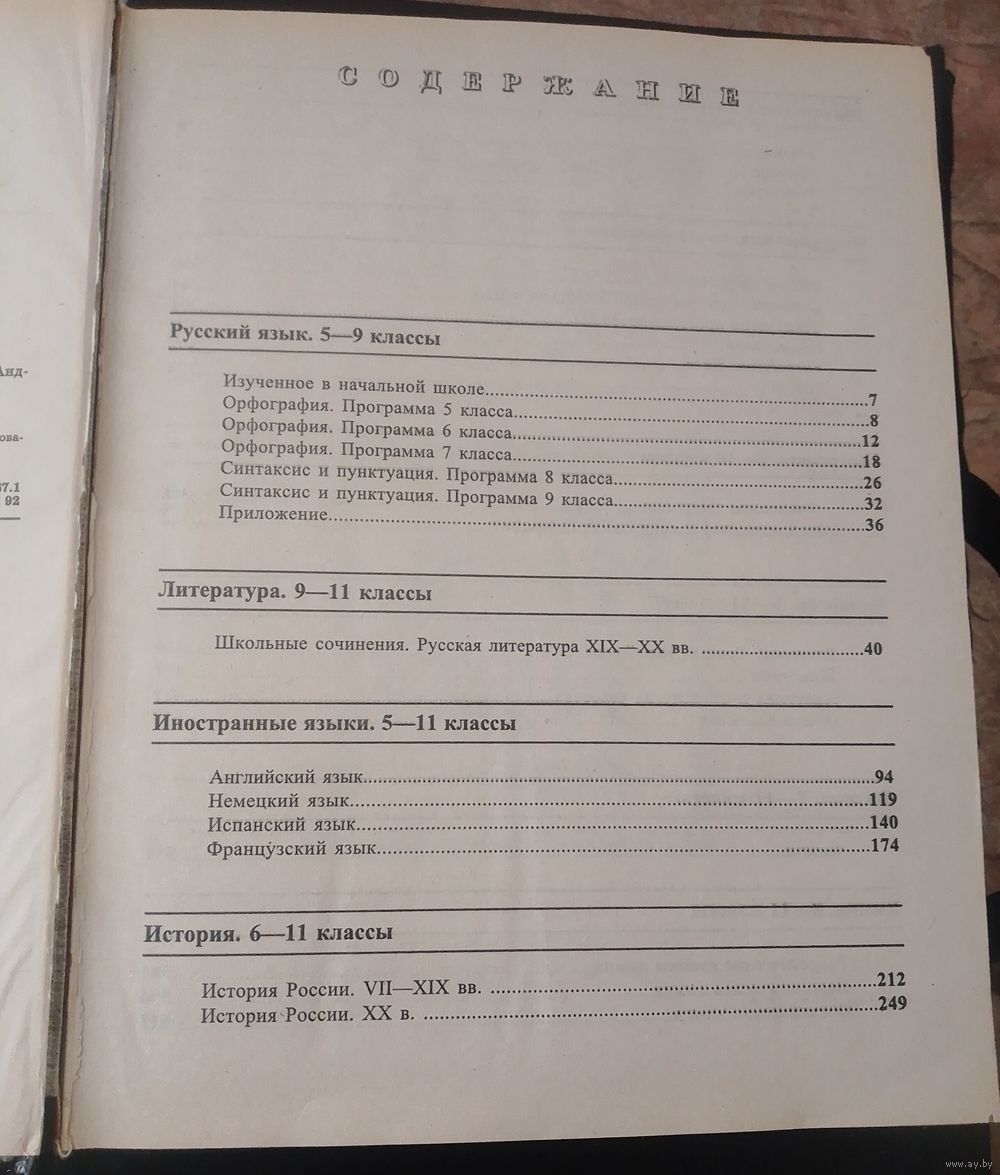 Анд-
ова-
67.1
92
СОДЕРЖАНИЕ
Русский язык. 5—9 классы
Изученное в начальной школе...7
Орфография. Программа 5 класса...8
Орфография. Программа 6 класса...12
Орфография. Программа 7 класса...18
Синтаксис и пунктуация. Программа 8 класса...26
Синтаксис и пунктуация. Программа 9 класса...32
Приложение...36
Литература. 9—11 классы
Школьные сочинения. Русская литература XIX—XX вв. ...40
Иностранные языки. 5—11 классы
Английский язык...94
Немецкий язык...119
Испанский язык...140
Французский язык...174
История. 6—11 классы
История России. VII—XIX вв. ...212
История России. XX в. ...249
www.ay.by